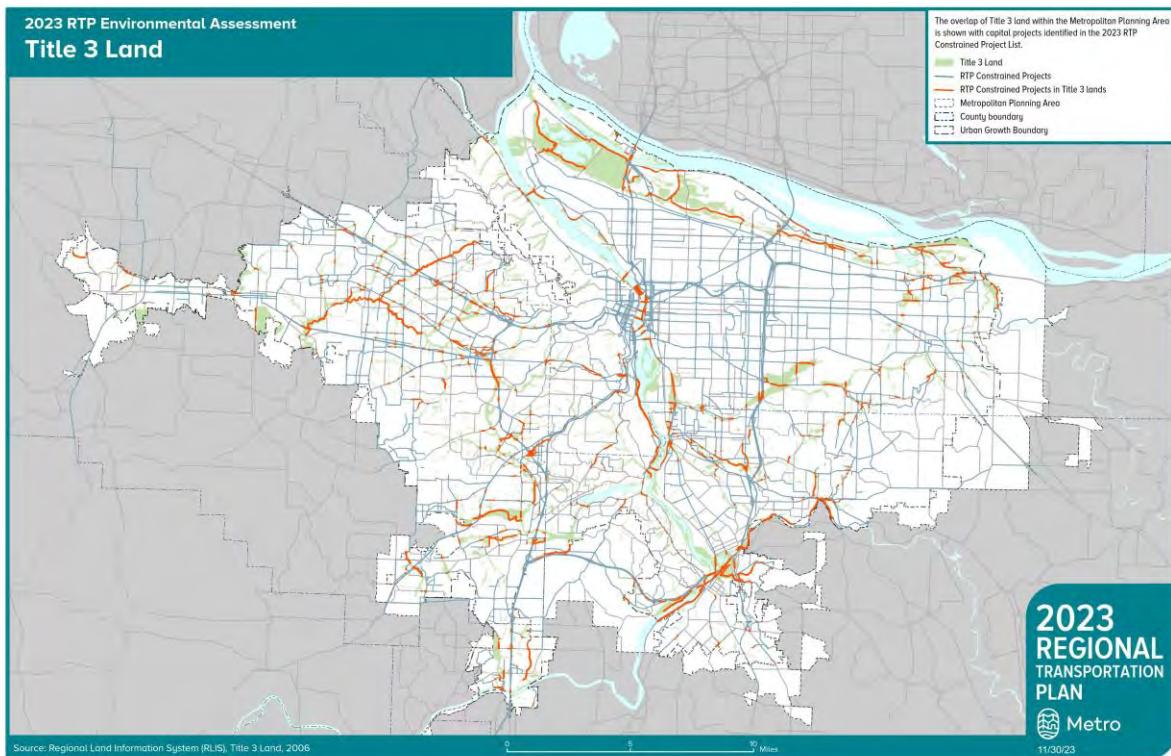 2023 RTP Environmental Assessment
Title 3 Land
The overlap of Title 3 land within the Metropolitan Planning Area
is shown with capital projects identified in the 2023 RTP
Constrained Project List.
Title 3 Land
RTP Constrained Projects
RTP Constrained Projects in Title 3 lands
Metropolitan Planning Area
County boundary
Urban Growth Boundary
2023
REGIONAL
TRANSPORTATION
PLAN
Metro
11/30/23
Source: Regional Land Information System (RLIS), Title 3 Land, 2006
0 5 10 Miles